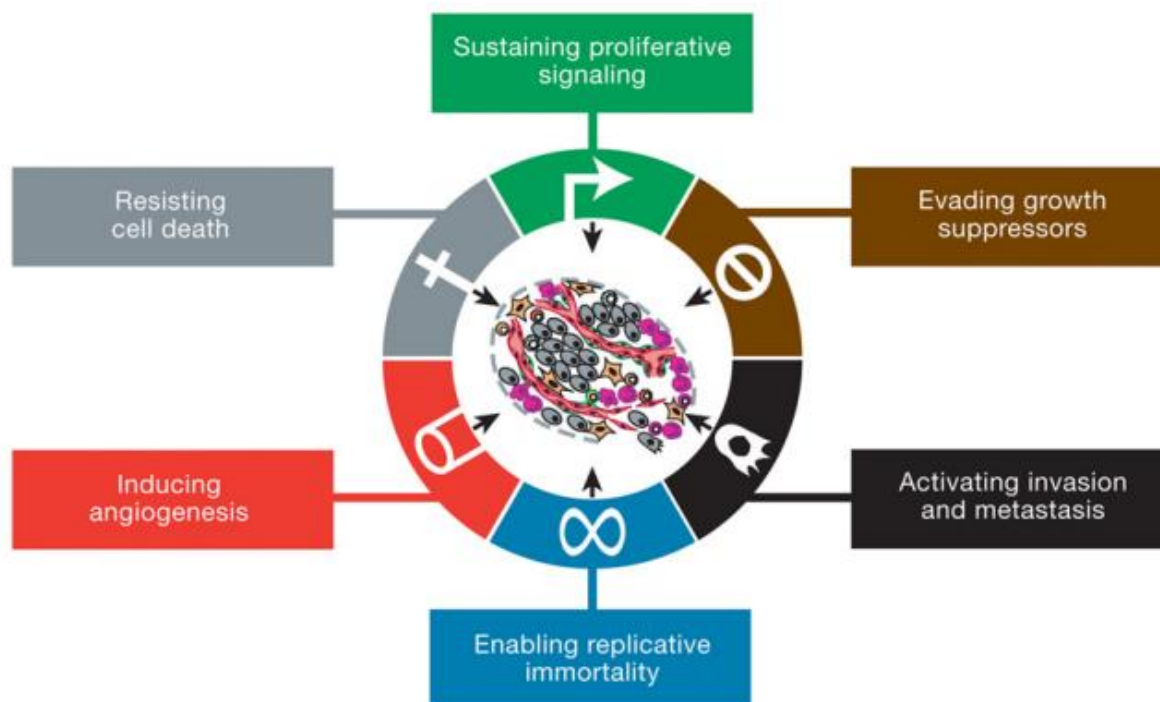 Sustaining proliferative
signaling
Resisting
cell death
Evading growth
suppressors
Inducing
angiogenesis
Activating invasion
and metastasis
Enabling replicative
immortality